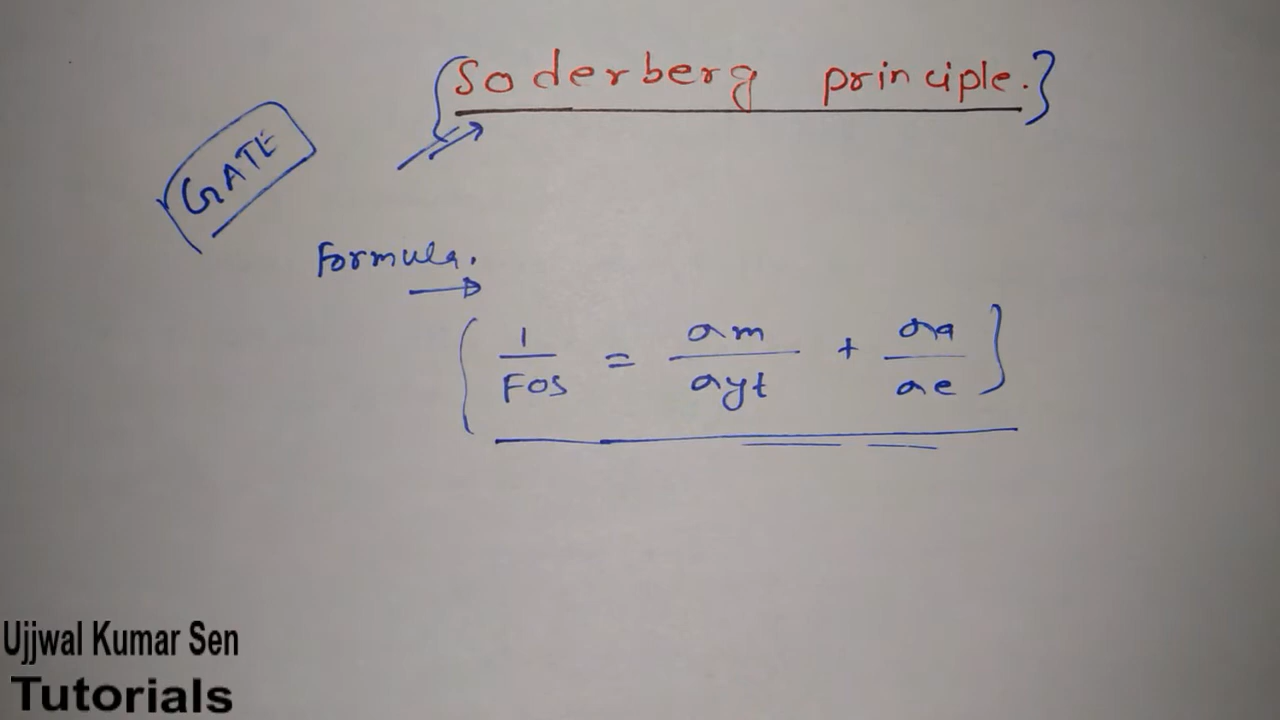 {Soderberg principle.}
GATE
Formula.
(1/FOS = σm/σyt + σa/σe)
Ujjwal Kumar Sen
Tutorials